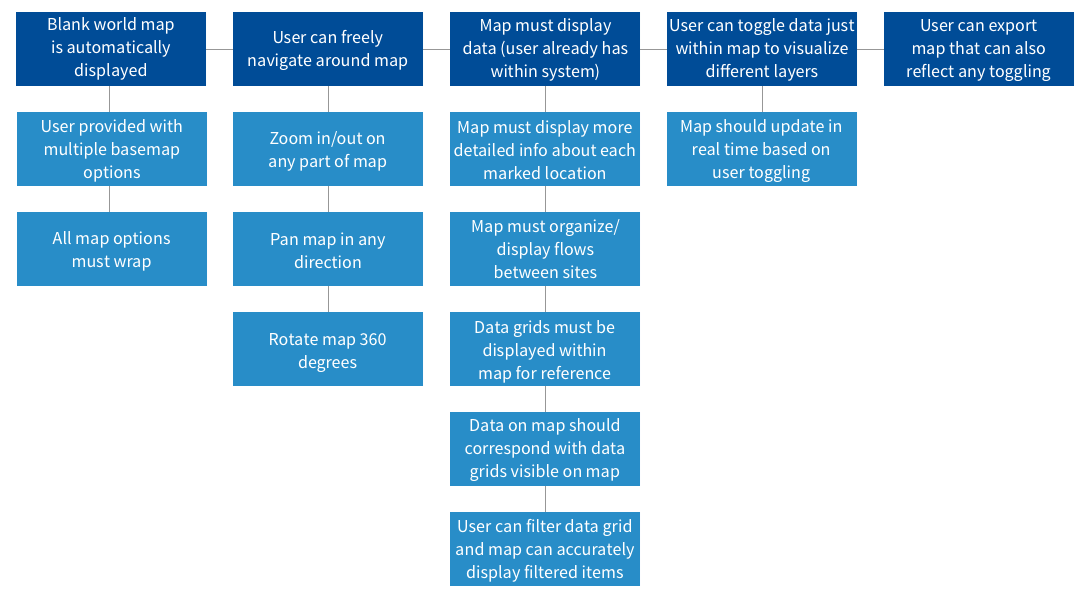 Blank world map
is automatically
displayed
User can freely
navigate around map
Map must display
data (user already has
within system)
User can toggle data just
within map to visualize
different layers
User can export
map that can also
reflect any toggling
User provided with
multiple basemap
options
All map options
must wrap
Zoom in/out on
any part of map
Pan map in any
direction
Rotate map 360
degrees
Map must display more
detailed info about each
marked location
Map must organize/
display flows
between sites
Data grids must be
displayed within
map for reference
Data on map should
correspond with data
grids visible on map
User can filter data grid
and map can accurately
display filtered items
Map should update in
real time based on
user toggling